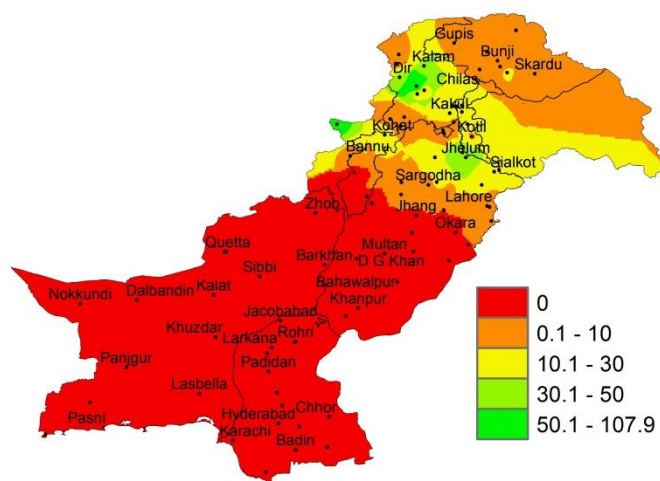 Gupis
Kalam
Bunji
Dir
Skardu
Chilas
Kakul
Kohat
Kotli
Bannu
Jhelum
Sialkot
Sargodha
Lahore
Zhob
Jhang
Okara
Quetta
Multan
Barkhan
D G Khan
Sibbi
Bahawalpur
Nokkundi
Dalbandin
Kalat
Khanpur
Jacobabad
Khuzdar
Larkana
Rohri
Panjgur
Padidan
Lasbella
Pasni
Hyderabad
Chhor
Karachi
Badin
0
0.1 - 10
10.1 - 30
30.1 - 50
50.1 - 107.9